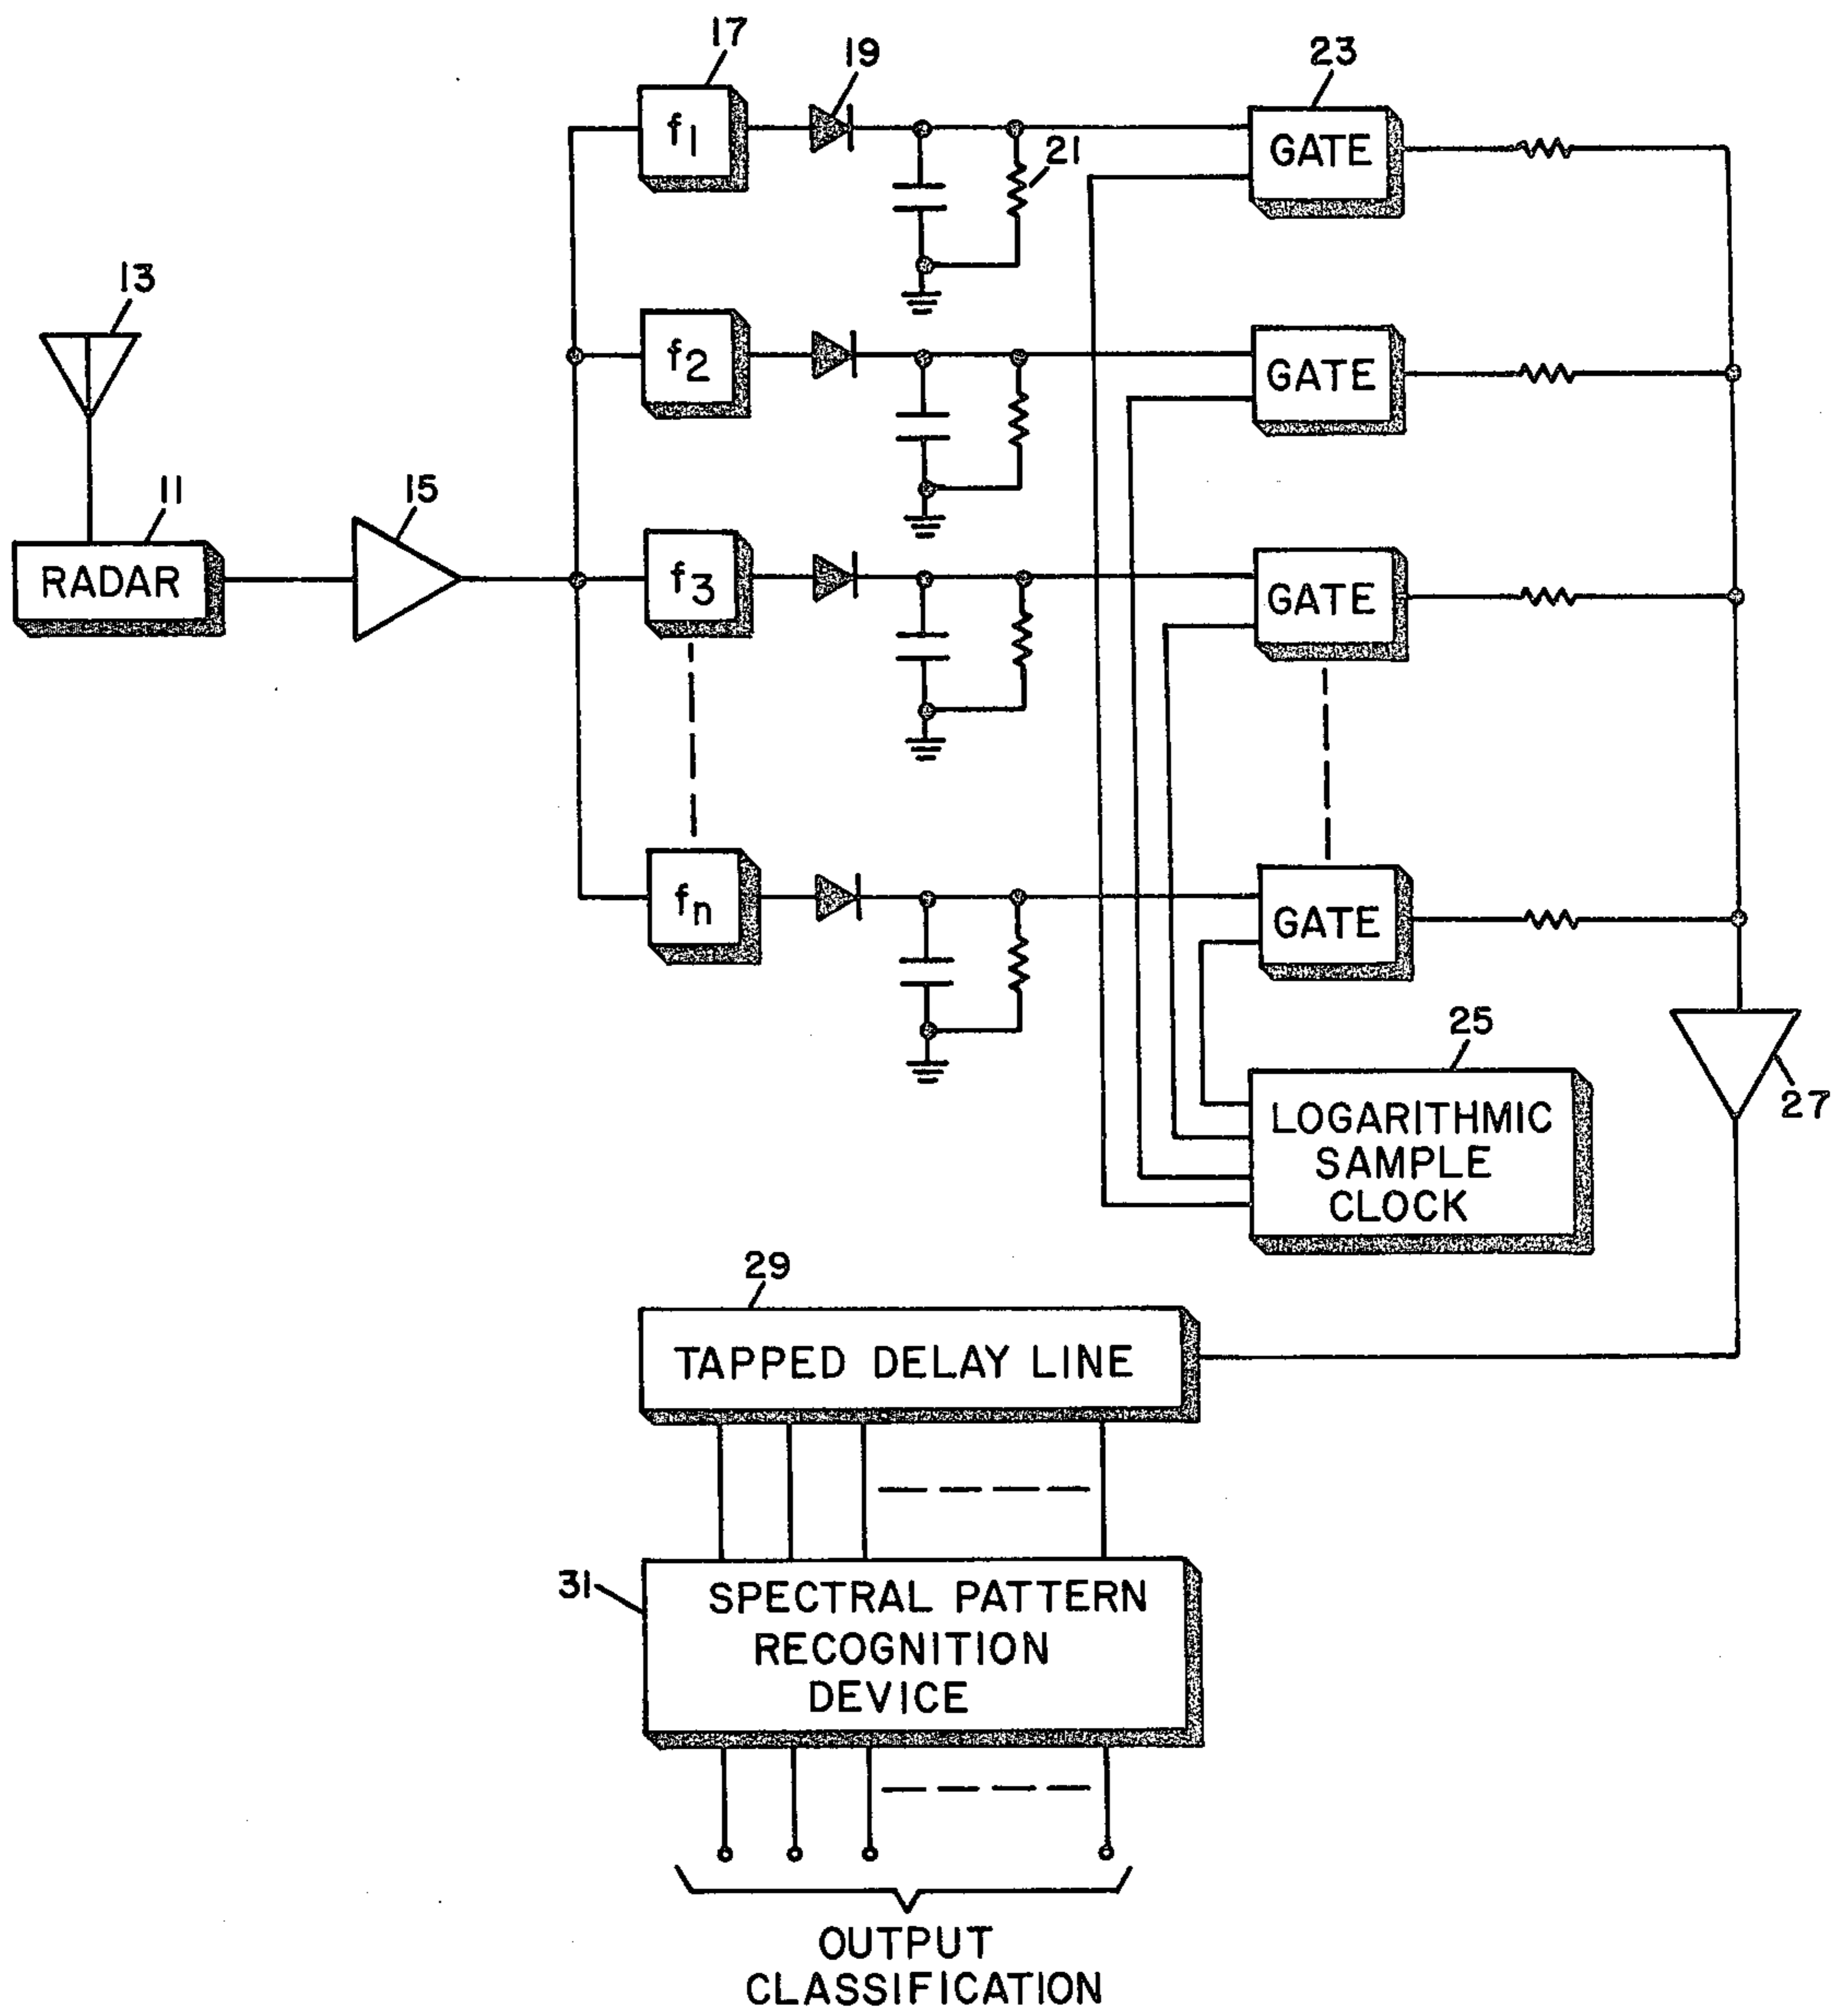 17
19
23
f1
21
GATE
13
f2
GATE
11
15
RADAR
f3
GATE
fn
GATE
25
27
LOGARITHMIC
SAMPLE
CLOCK
29
TAPPED DELAY LINE
31
SPECTRAL PATTERN
RECOGNITION
DEVICE
OUTPUT
CLASSIFICATION